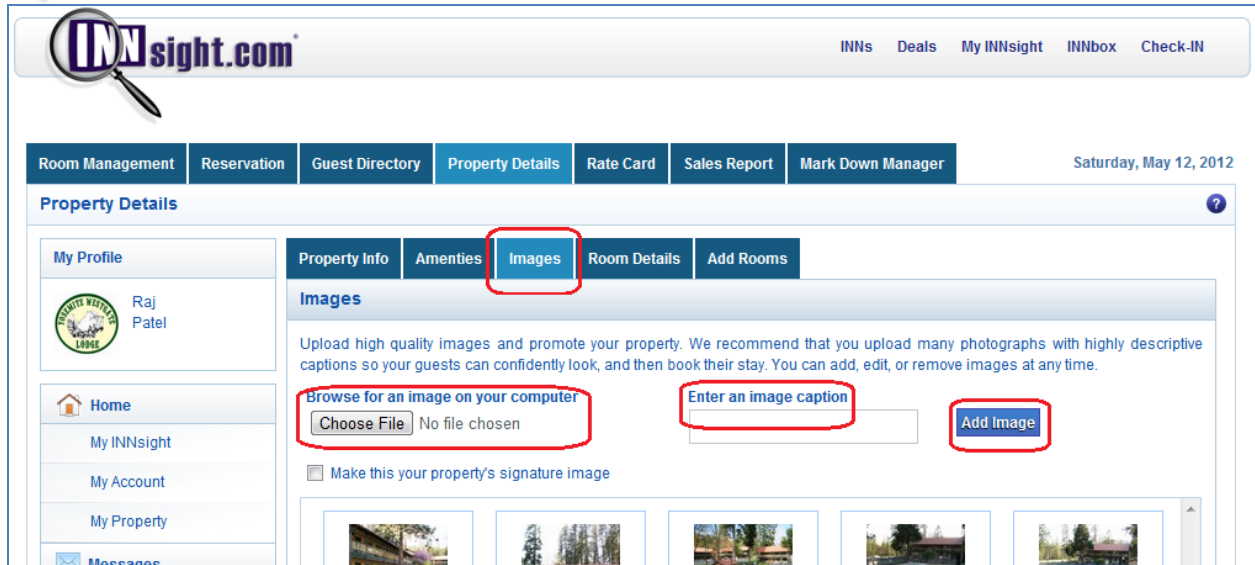 INNsight.com
INNs Deals My INNsight INNbox Check-IN
Room Management Reservation Guest Directory Property Details Rate Card Sales Report Mark Down Manager Saturday, May 12, 2012
Property Details ?
My Profile
Raj
Patel
YOSEMITE WESTGATE
LODGE
Home
My INNsight
My Account
My Property
Messages
Property Info Amenties Images Room Details Add Rooms
Images
Upload high quality images and promote your property. We recommend that you upload many photographs with highly descriptive
captions so your guests can confidently look, and then book their stay. You can add, edit, or remove images at any time.
Browse for an image on your computer Enter an image caption
Choose File No file chosen Add Image
Make this your property's signature image